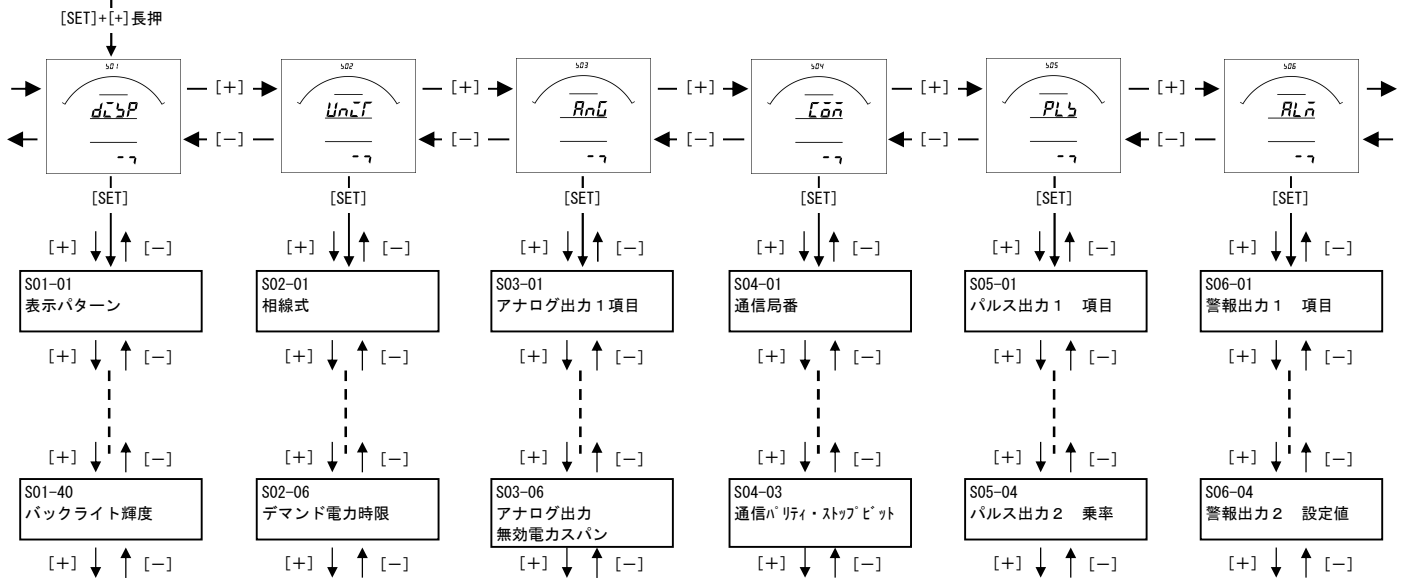 [SET]+[+]長押
S01 S02 S03 S04 S05 S06
[+] [+] [+] [+] [+]
dISP UnIT AnG Com PLS ALm
[−] [−] [−] [−] [−]
[SET] [SET] [SET] [SET] [SET] [SET]
[+] [−] [+] [−] [+] [−] [+] [−] [+] [−] [+] [−]
S01-01
表示パターン
S02-01
相線式
S03-01
アナログ出力1項目
S04-01
通信局番
S05-01
パルス出力1 項目
S06-01
警報出力1 項目
[+] [−] [+] [−] [+] [−] [+] [−] [+] [−] [+] [−]
[+] [−] [+] [−] [+] [−] [+] [−] [+] [−] [+] [−]
S01-40
バックライト輝度
S02-06
デマンド電力時限
S03-06
アナログ出力
無効電力スパン
S04-03
通信パリティ・ストップビット
S05-04
パルス出力2 乗率
S06-04
警報出力2 設定値
[+] [−] [+] [−] [+] [−] [+] [−] [+] [−] [+] [−]